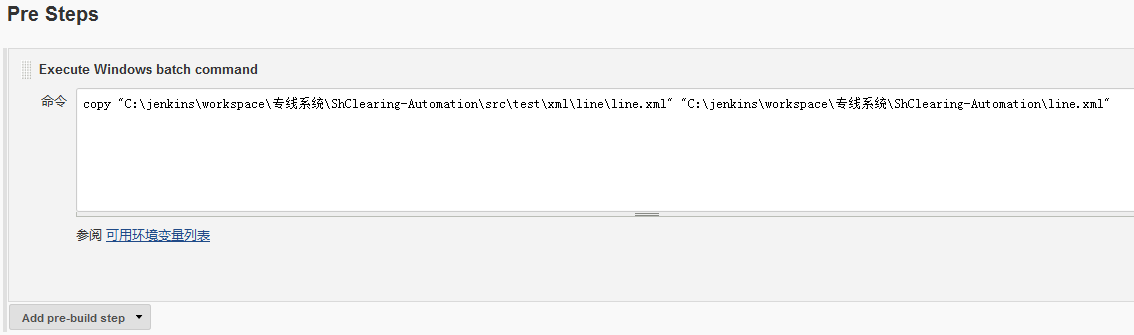 Pre Steps
Execute Windows batch command
命令
copy "C:\jenkins\workspace\专线系统\ShClearing-Automation\src\test\xml\line\line.xml" "C:\jenkins\workspace\专线系统\ShClearing-Automation\line.xml"
参阅 可用环境变量列表
Add pre-build step